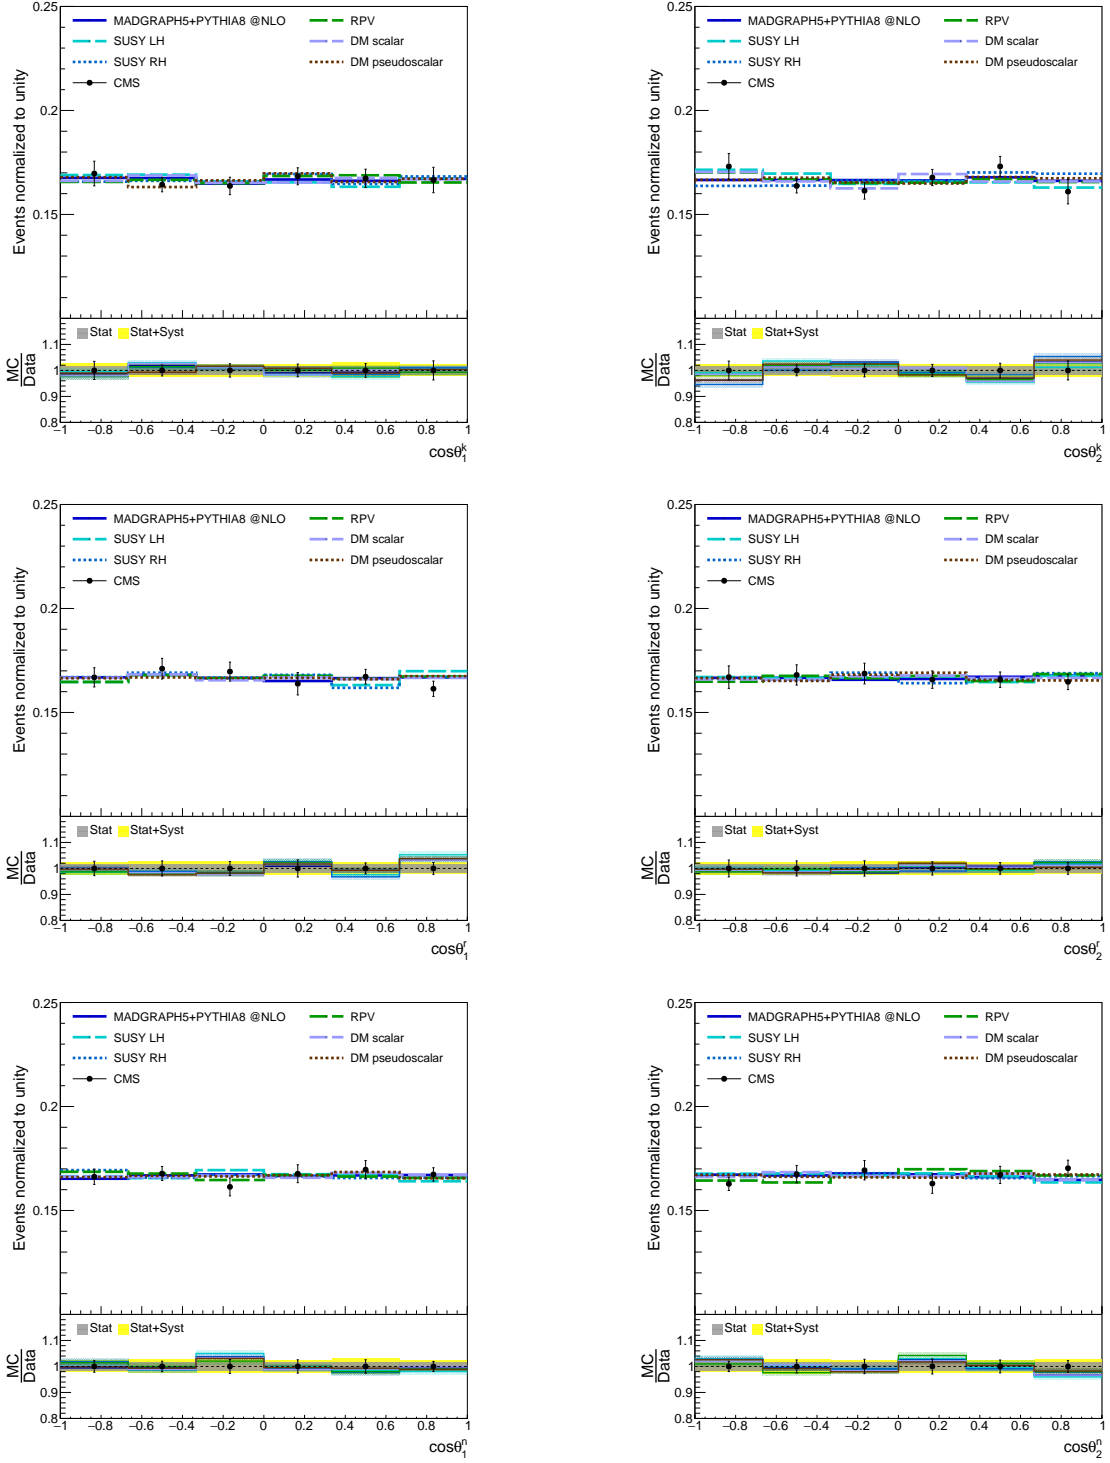 0.25
0.2
0.15
Events normalized to unity
MADGRAPH5+PYTHIA8 @NLO
SUSY LH
SUSY RH
CMS
RPV
DM scalar
DM pseudoscalar
Stat Stat+Syst
1.1
1
0.9
0.8
MC
Data
−1 −0.8 −0.6 −0.4 −0.2 0 0.2 0.4 0.6 0.8 1
cosθ₁ᵏ
0.25
0.2
0.15
Events normalized to unity
MADGRAPH5+PYTHIA8 @NLO
SUSY LH
SUSY RH
CMS
RPV
DM scalar
DM pseudoscalar
Stat Stat+Syst
1.1
1
0.9
0.8
MC
Data
−1 −0.8 −0.6 −0.4 −0.2 0 0.2 0.4 0.6 0.8 1
cosθ₂ᵏ
0.25
0.2
0.15
Events normalized to unity
MADGRAPH5+PYTHIA8 @NLO
SUSY LH
SUSY RH
CMS
RPV
DM scalar
DM pseudoscalar
Stat Stat+Syst
1.1
1
0.9
0.8
MC
Data
−1 −0.8 −0.6 −0.4 −0.2 0 0.2 0.4 0.6 0.8 1
cosθ₁ʳ
0.25
0.2
0.15
Events normalized to unity
MADGRAPH5+PYTHIA8 @NLO
SUSY LH
SUSY RH
CMS
RPV
DM scalar
DM pseudoscalar
Stat Stat+Syst
1.1
1
0.9
0.8
MC
Data
−1 −0.8 −0.6 −0.4 −0.2 0 0.2 0.4 0.6 0.8 1
cosθ₂ʳ
0.25
0.2
0.15
Events normalized to unity
MADGRAPH5+PYTHIA8 @NLO
SUSY LH
SUSY RH
CMS
RPV
DM scalar
DM pseudoscalar
Stat Stat+Syst
1.1
1
0.9
0.8
MC
Data
−1 −0.8 −0.6 −0.4 −0.2 0 0.2 0.4 0.6 0.8 1
cosθ₁ⁿ
0.25
0.2
0.15
Events normalized to unity
MADGRAPH5+PYTHIA8 @NLO
SUSY LH
SUSY RH
CMS
RPV
DM scalar
DM pseudoscalar
Stat Stat+Syst
1.1
1
0.9
0.8
MC
Data
−1 −0.8 −0.6 −0.4 −0.2 0 0.2 0.4 0.6 0.8 1
cosθ₂ⁿ